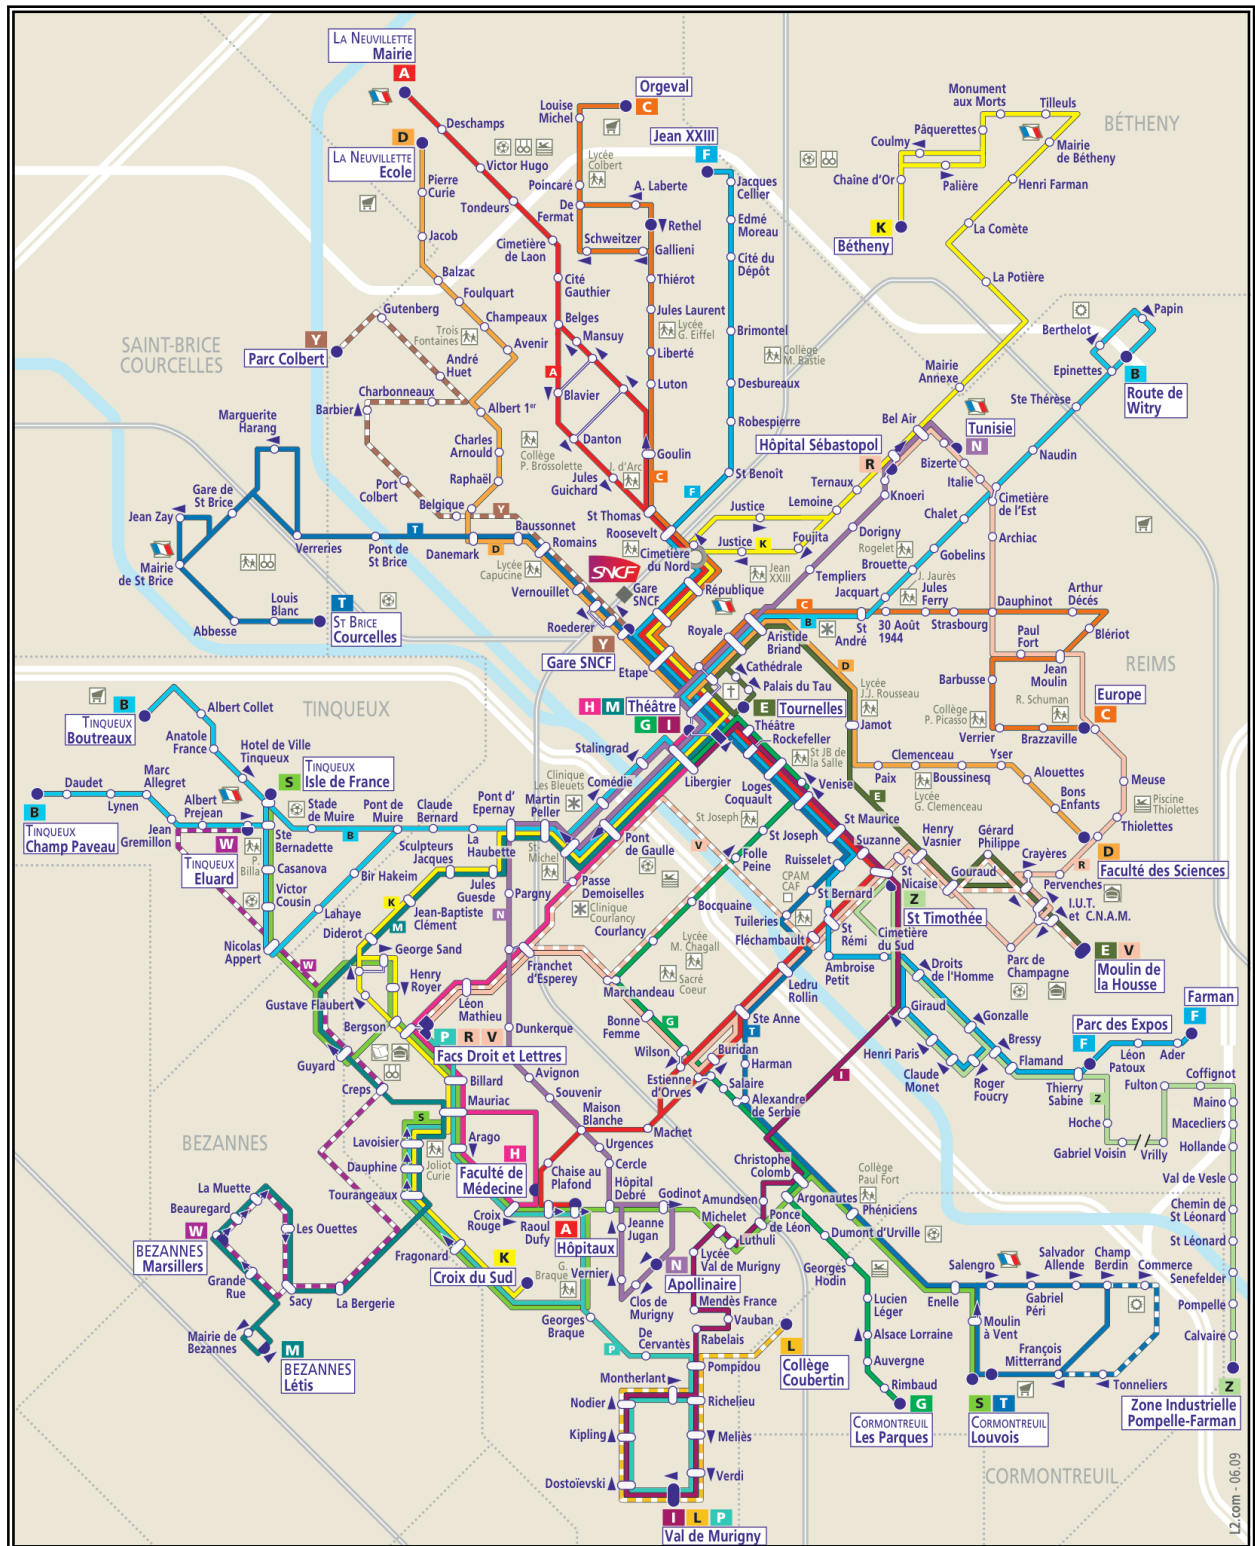 LA NEUVILLETTE
Mairie
A
D
LA NEUVILLETTE
Ecole
Deschamps
Victor Hugo
Tondeurs
Cimetière
de Laon
Cité
Gauthier
Belges
Mansuy
A
Blavier
Danton
Jules
Guichard
Collège
P. Brossolette
J. d'Arc
Goulin
C
St Thomas
Roosevelt
Cimetière
du Nord
Pierre
Curie
Jacob
Balzac
Foulquart
Champeaux
Avenir
Trois
Fontaines
Albert 1er
Charles
Arnould
Raphaël
Belgique
Danemark
D
Orgeval
C
Louise
Michel
Lycée
Colbert
Poincaré
De
Fermat
A. Laberte
Rethel
Schweitzer
Gallieni
Thiérot
Jules Laurent
Lycée
G. Eiffel
Liberté
Luton
Jean XXIII
F
Jacques
Cellier
Edmé
Moreau
Cité du
Dépôt
Brimontel
Collège
M. Bastie
Desbureaux
Robespierre
St Benoît
F
BÉTHENY
Monument
aux Morts
Tilleuls
Pâquerettes
Coulmy
Mairie
de Bétheny
Palière
Chaîne d'Or
Henri Farman
K
Bétheny
La Comète
La Potière
Mairie
Annexe
Bel Air
Papin
Berthelot
Epinettes
B
Route de
Witry
Ste Thérèse
Naudin
Tunisie
N
Bizerte
Italie
Hôpital Sébastopol
R
Ternaux
Knoeri
Lemoine
Justice
Justice
K
Foujita
Dorigny
Templiers
Jean
XXIII
Cimetière
de l'Est
Chalet
Archiac
Gobelins
Rogelet
Brouette
J. Jaurès
Jacquart
Jules
Ferry
C
B
St
André
30 Août
1944
Strasbourg
Dauphinot
Arthur
Décés
Blériot
Paul
Fort
Jean
Moulin
REIMS
Barbusse
R. Schuman
Collège
P. Picasso
Verrier
Brazzaville
Europe
C
Meuse
Piscine
Thiolettes
Thiolettes
SAINT-BRICE
COURCELLES
Y
Parc Colbert
Gutenberg
André
Huet
Charbonneaux
Barbier
Port
Colbert
Y
Marguerite
Harang
Gare de
St Brice
Jean Zay
Mairie
de St Brice
Verreries
Pont de
St Brice
T
Louis
Blanc
Abbesse
T
ST BRICE
Courcelles
Baussonnet
Romains
Lycée
Capucine
Vernouillet
SNCF
Gare
SNCF
Roederer
Y
Gare SNCF
République
Royale
Aristide
Briand
Etape
Cathédrale
Palais du Tau
H M Théâtre
G I
E Tournelles
Théâtre
Rockefeller
D
Lycée
J.J. Rousseau
Jamot
Paix
Clemenceau
Boussinesq
Lycée
G. Clemenceau
Yser
Alouettes
Bons
Enfants
D
Faculté des Sciences
E
St JB de
la Salle
Venise
Loges
Coquault
St Joseph
St Joseph
St Maurice
Suzanne
Henry
Vasnier
Gérard
Philippe
Gouraud
Crayères
R
Pervenches
I.U.T.
et C.N.A.M.
St
Nicaise
Z
St Timothée
Parc de
Champagne
E V
Moulin de
la Housse
TINQUEUX
B
TINQUEUX
Boutreaux
Albert Collet
Anatole
France
Hotel de Ville
Tinqueux
S
TINQUEUX
Isle de France
Daudet
Lynen
Marc
Allegret
Albert
Prejean
B
TINQUEUX
Champ Paveau
Jean
Gremillon
W
TINQUEUX
Eluard
Stade
de Muire
Ste
Bernadette
B
P.
Billa
Casanova
Victor
Cousin
Nicolas
Appert
Pont de
Muire
Claude
Bernard
La
Haubette
Pont d'
Epernay
Martin
Peller
Clinique
Les Bleuets
Stalingrad
Comédie
Libergier
Sculpteurs
Jacques
Bir Hakeim
Jules
Guesde
Pargny
N
St-
Michel
Pont
de Gaulle
V
Passe
Demoiselles
Clinique
Courlancy
Courlancy
Folle
Peine
Bocquaine
Ruisselet
CPAM
CAF
St Bernard
Tuileries
Fléchambault
St
Rémi
Cimetière
du Sud
Lahaye
Diderot
K
M
Jean-Baptiste
Clément
George Sand
W
Henry
Royer
Gustave Flaubert
Bergson
Léon
Mathieu
Franchet
d'Esperey
Lycée
M. Chagall
Sacré
Coeur
Marchandeau
Bonne
Femme
G
Ambroise
Petit
Ledru
Rollin
Ste Anne
T
Droits
de l'Homme
Giraud
Gonzalle
Bressy
Henri Paris
Claude
Monet
Roger
Foucry
Flamand
Parc des Expos
F
Farman
F
Léon
Patoux
Ader
Thierry
Sabine
Z
Hoche
Gabriel Voisin
Vrilly
Fulton
Coffignot
Maino
Macecliers
Hollande
Val de Vesle
Chemin de
St Léonard
St Léonard
Senefelder
Pompelle
Calvaire
Z
Zone Industrielle
Pompelle-Farman
P R V
Facs Droit et Lettres
Guyard
Creps
Billard
Mauriac
S
Dunkerque
Avignon
Souvenir
Maison
Blanche
Urgences
Machet
Wilson
Buridan
Harman
Estienne
d'Orves
Salaire
Alexandre
de Serbie
I
Lavoisier
Dauphine
Tourangeaux
Joliot
Curie
Arago
H
Faculté de
Médecine
Chaise au
Plafond
Cercle
Hôpital
Debré
Croix
Rouge
Raoul
Dufy
A
Hôpitaux
Godinot
Jeanne
Jugan
Christophe
Colomb
Amundsen
Michelet
Argonautes
Ponce
de Léon
Luthuli
Collège
Paul Fort
Phéniciens
Dumont d'Urville
BEZANNES
La Muette
Beauregard
W
BEZANNES
Marsillers
Les Ouettes
Grande
Rue
Sacy
La Bergerie
Mairie de
Bezannes
M
BEZANNES
Létis
Fragonard
K
Croix du Sud
G.
Braque
Vernier
Georges
Braque
N
Apollinaire
Clos de
Murigny
Lycée
Val de Murigny
Mendès France
Vauban
Rabelais
De
Cervantès
P
Pompidou
L
Collège
Coubertin
Montherlant
Nodier
Richelieu
Kipling
Meliès
Dostoïevski
Verdi
I L P
Val de Murigny
Georges
Hodin
Lucien
Léger
Alsace Lorraine
Auvergne
Rimbaud
G
CORMONTREUIL
Les Parques
Enelle
Salengro
Salvador
Allende
Champ
Berdin
Commerce
Gabriel
Péri
Moulin
à Vent
François
Mitterrand
Tonneliers
S T
CORMONTREUIL
Louvois
CORMONTREUIL
L2.com - 06.09